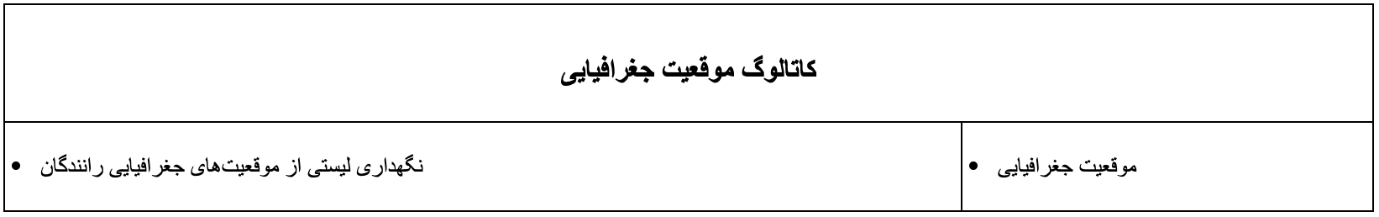 کاتالوگ موقعیت جغرافیایی
موقعیت جغرافیایی •
نگهداری لیستی از موقعیت‌های جغرافیایی رانندگان •